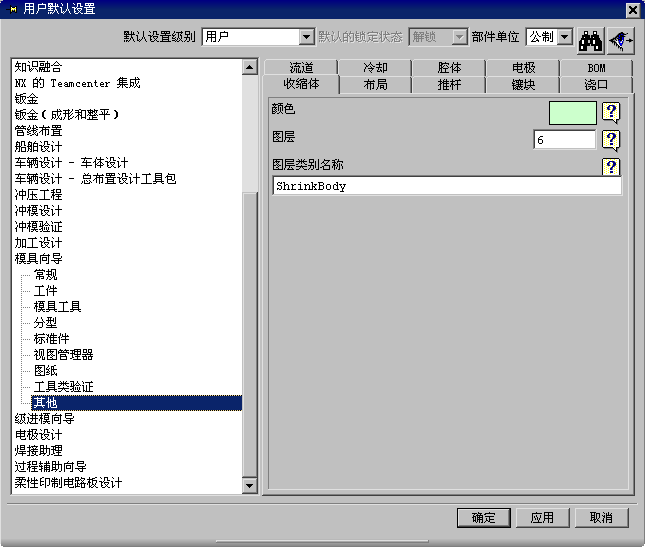 用户默认设置
默认设置级别 用户 默认的锁定状态 解锁 部件单位 公制
知识融合
NX 的 Teamcenter 集成
钣金
钣金(成形和整平)
管线布置
船舶设计
车辆设计 - 车体设计
车辆设计 - 总布置设计工具包
冲压工程
冲模设计
冲模验证
加工设计
模具向导
常规
工件
模具工具
分型
标准件
视图管理器
图纸
工具类验证
其他
级进模向导
电极设计
焊接助理
过程辅助向导
柔性印制电路板设计
流道 冷却 腔体 电极 BOM
收缩体 布局 推杆 镶块 浇口
颜色
图层 6
图层类别名称
ShrinkBody
确定 应用 取消